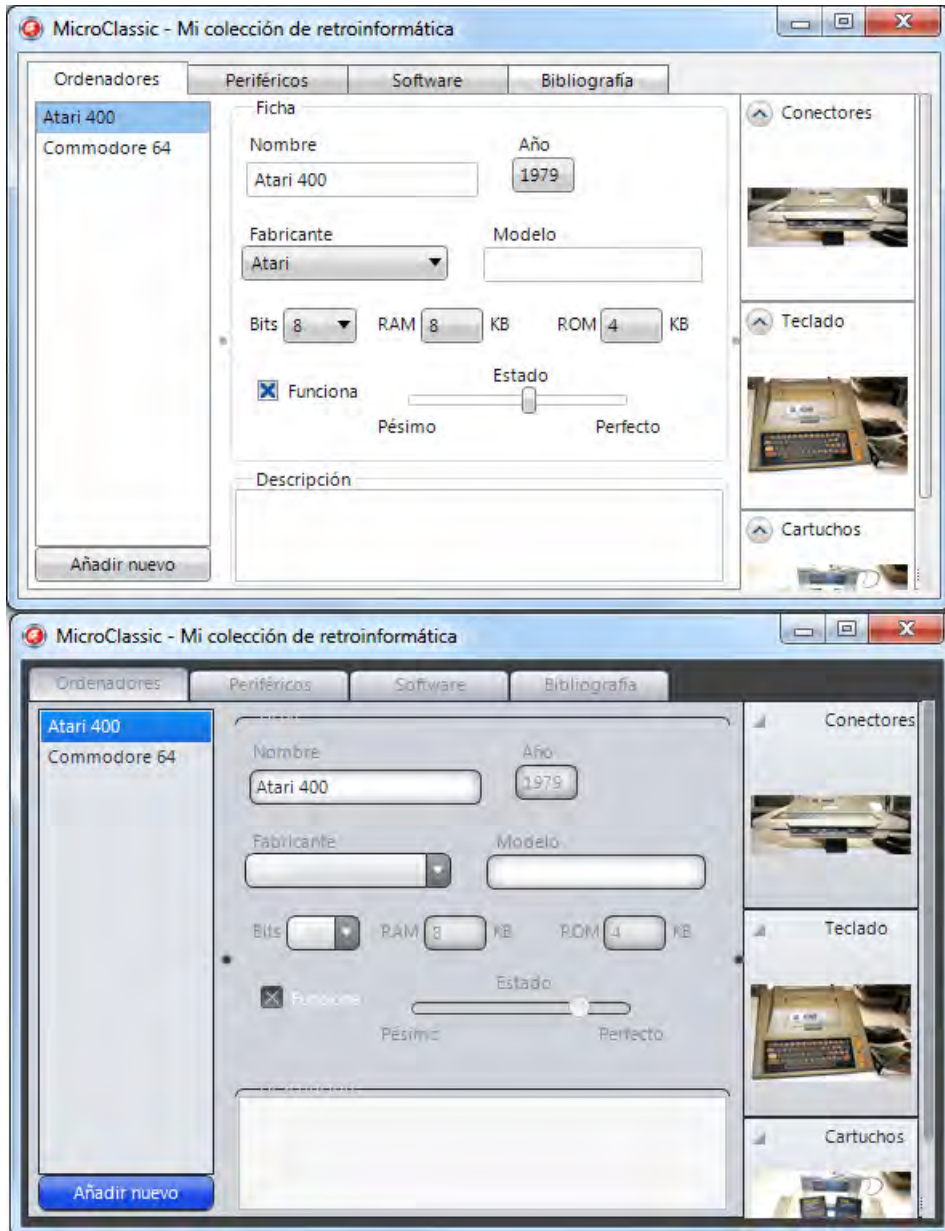 MicroClassic - Mi colección de retroinformática
Ordenadores Periféricos Software Bibliografía
Atari 400
Commodore 64
Añadir nuevo
Ficha
Nombre Año
Atari 400 1979
Fabricante Modelo
Atari
Bits 8 RAM 8 KB ROM 4 KB
Funciona Estado
Pésimo Perfecto
Descripción
Conectores
Teclado
Cartuchos
MicroClassic - Mi colección de retroinformática
Ordenadores Periféricos Software Bibliografía
Atari 400
Commodore 64
Añadir nuevo
Nombre Año
Atari 400 1979
Fabricante Modelo
Bits RAM 8 KB ROM 4 KB
Funciona Estado
Pésimo Perfecto
Conectores
Teclado
Cartuchos